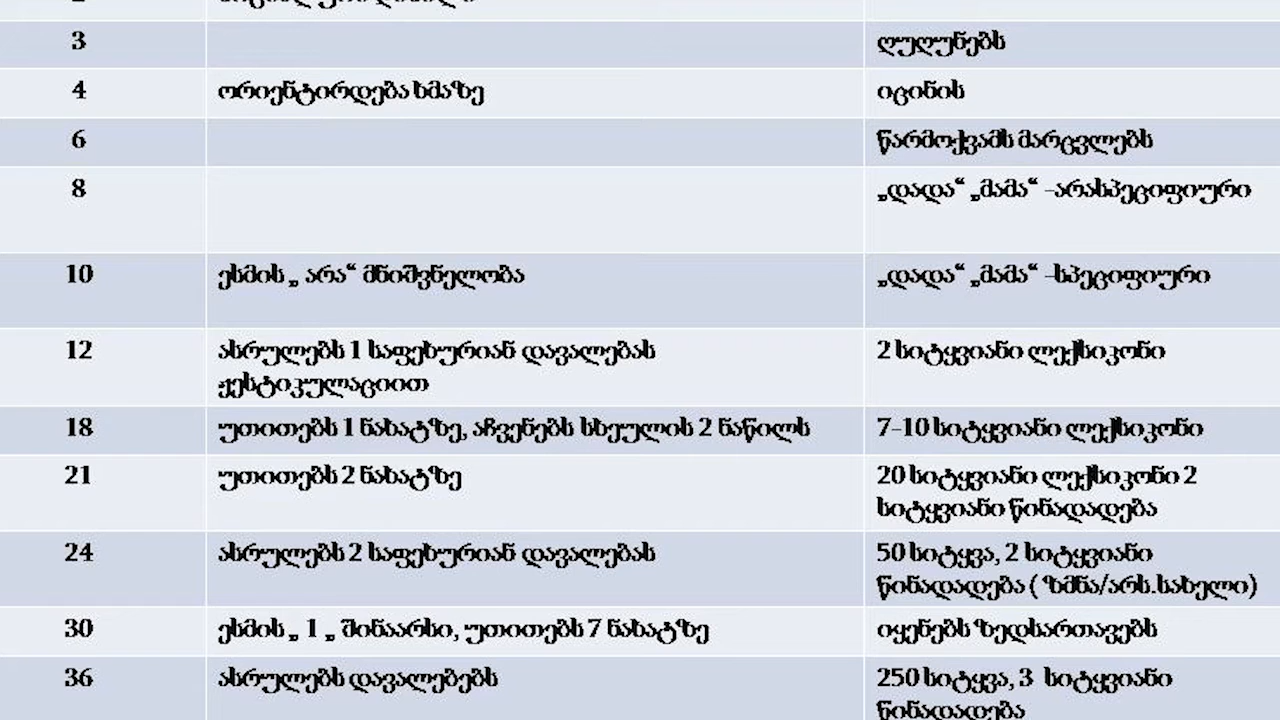 3 ღუღუნებს
4 ორიენტირდება ხმაზე იცინის
6 წარმოქვამს მარცვლებს
8 „დადა“ „მამა“ -არასპეციფიური
10 ესმის „ არა“ მნიშვნელობა „დადა“ „მამა“ -სპეციფიური
12 ასრულებს 1 საფეხურიან დავალებას 2 სიტყვიანი ლექსიკონი
ჟესტიკულაციით
18 უთითებს 1 ნახატზე, აჩვენებს სხეულის 2 ნაწილს 7-10 სიტყვიანი ლექსიკონი
21 უთითებს 2 ნახატზე 20 სიტყვიანი ლექსიკონი 2
სიტყვიანი წინადადება
24 ასრულებს 2 საფეხურიან დავალებას 50 სიტყვა, 2 სიტყვიანი
წინადადება ( ზმნა/არს.სახელი)
30 ესმის „ 1 „ შინაარსი, უთითებს 7 ნახატზე იყენებს ზედსართავებს
36 ასრულებს დავალებებს 250 სიტყვა, 3 სიტყვიანი
წინადადება